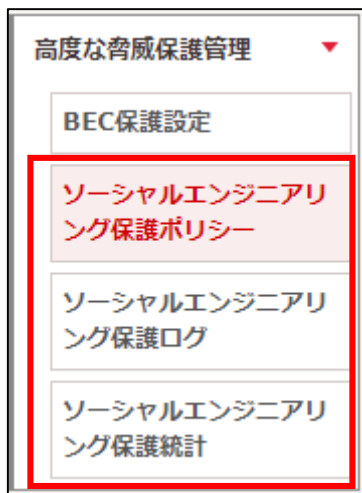 高度な脅威保護管理 ▼
BEC保護設定
ソーシャルエンジニアリ
ング保護ポリシー
ソーシャルエンジニアリ
ング保護ログ
ソーシャルエンジニアリ
ング保護統計